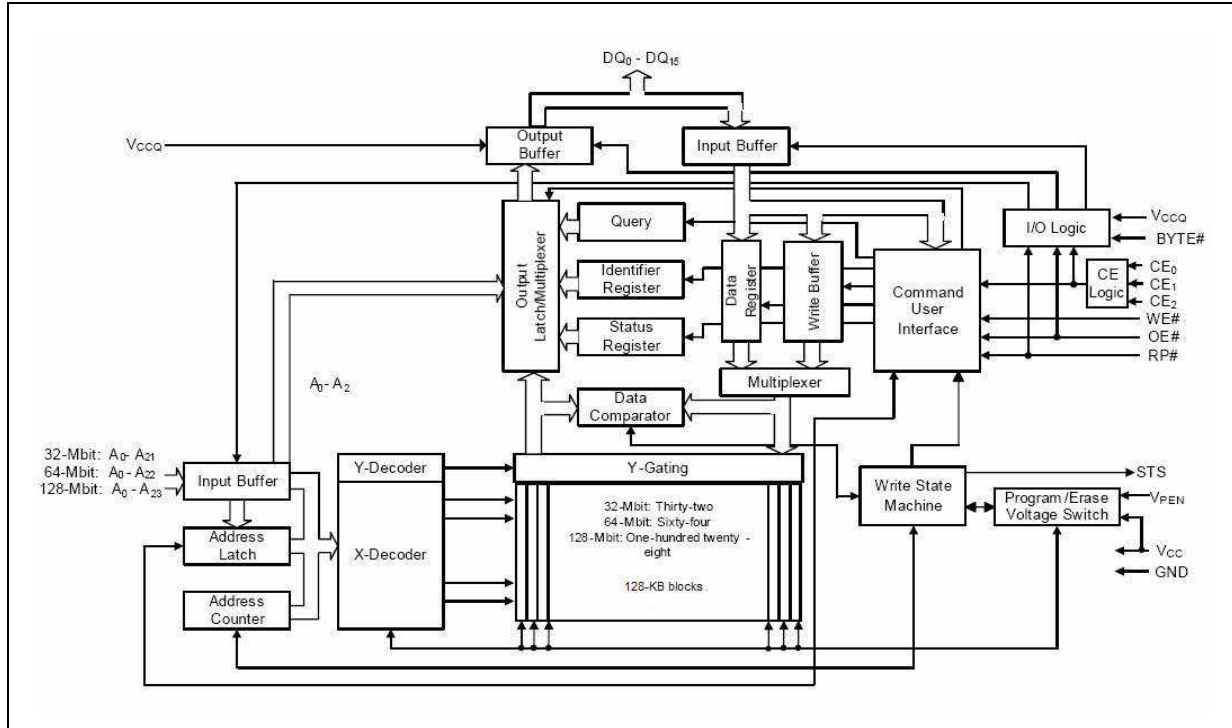 DQ0 - DQ15
VCCQ
Output
Buffer
Input Buffer
Output
Latch/Multiplexer
Query
Identifier
Register
Status
Register
Data
Register
Write Buffer
Command
User
Interface
I/O Logic
VCCQ
BYTE#
CE
Logic
CE0
CE1
CE2
WE#
OE#
RP#
A0- A2
Multiplexer
Data
Comparator
32-Mbit: A0- A21
64-Mbit: A0- A22
128-Mbit: A0 - A23
Input Buffer
Y-Decoder
Y-Gating
Address
Latch
X-Decoder
Address
Counter
32-Mbit: Thirty-two
64-Mbit: Sixty-four
128-Mbit: One-hundred twenty -
eight
128-KB blocks
Write State
Machine
STS
Program/Erase
Voltage Switch
VPEN
VCC
GND